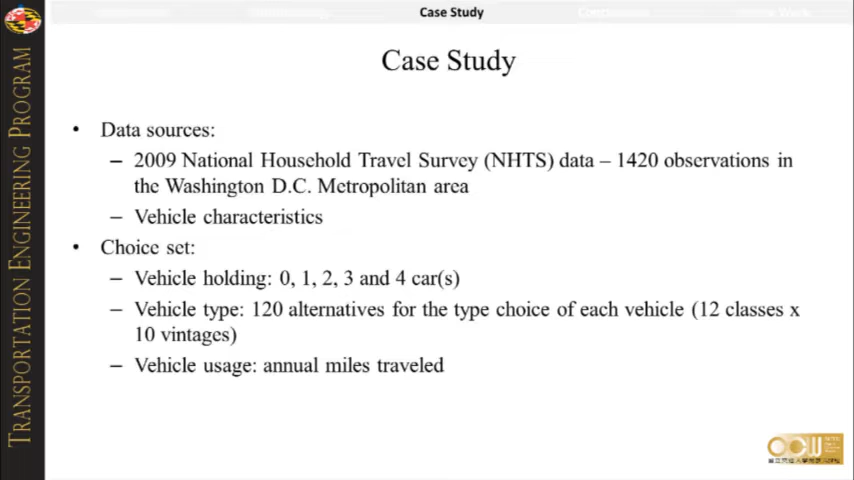 Case Study
Case Study
• Data sources:
– 2009 National Household Travel Survey (NHTS) data – 1420 observations in
the Washington D.C. Metropolitan area
– Vehicle characteristics
• Choice set:
– Vehicle holding: 0, 1, 2, 3 and 4 car(s)
– Vehicle type: 120 alternatives for the type choice of each vehicle (12 classes x
10 vintages)
– Vehicle usage: annual miles traveled
TRANSPORTATION ENGINEERING PROGRAM
OCW